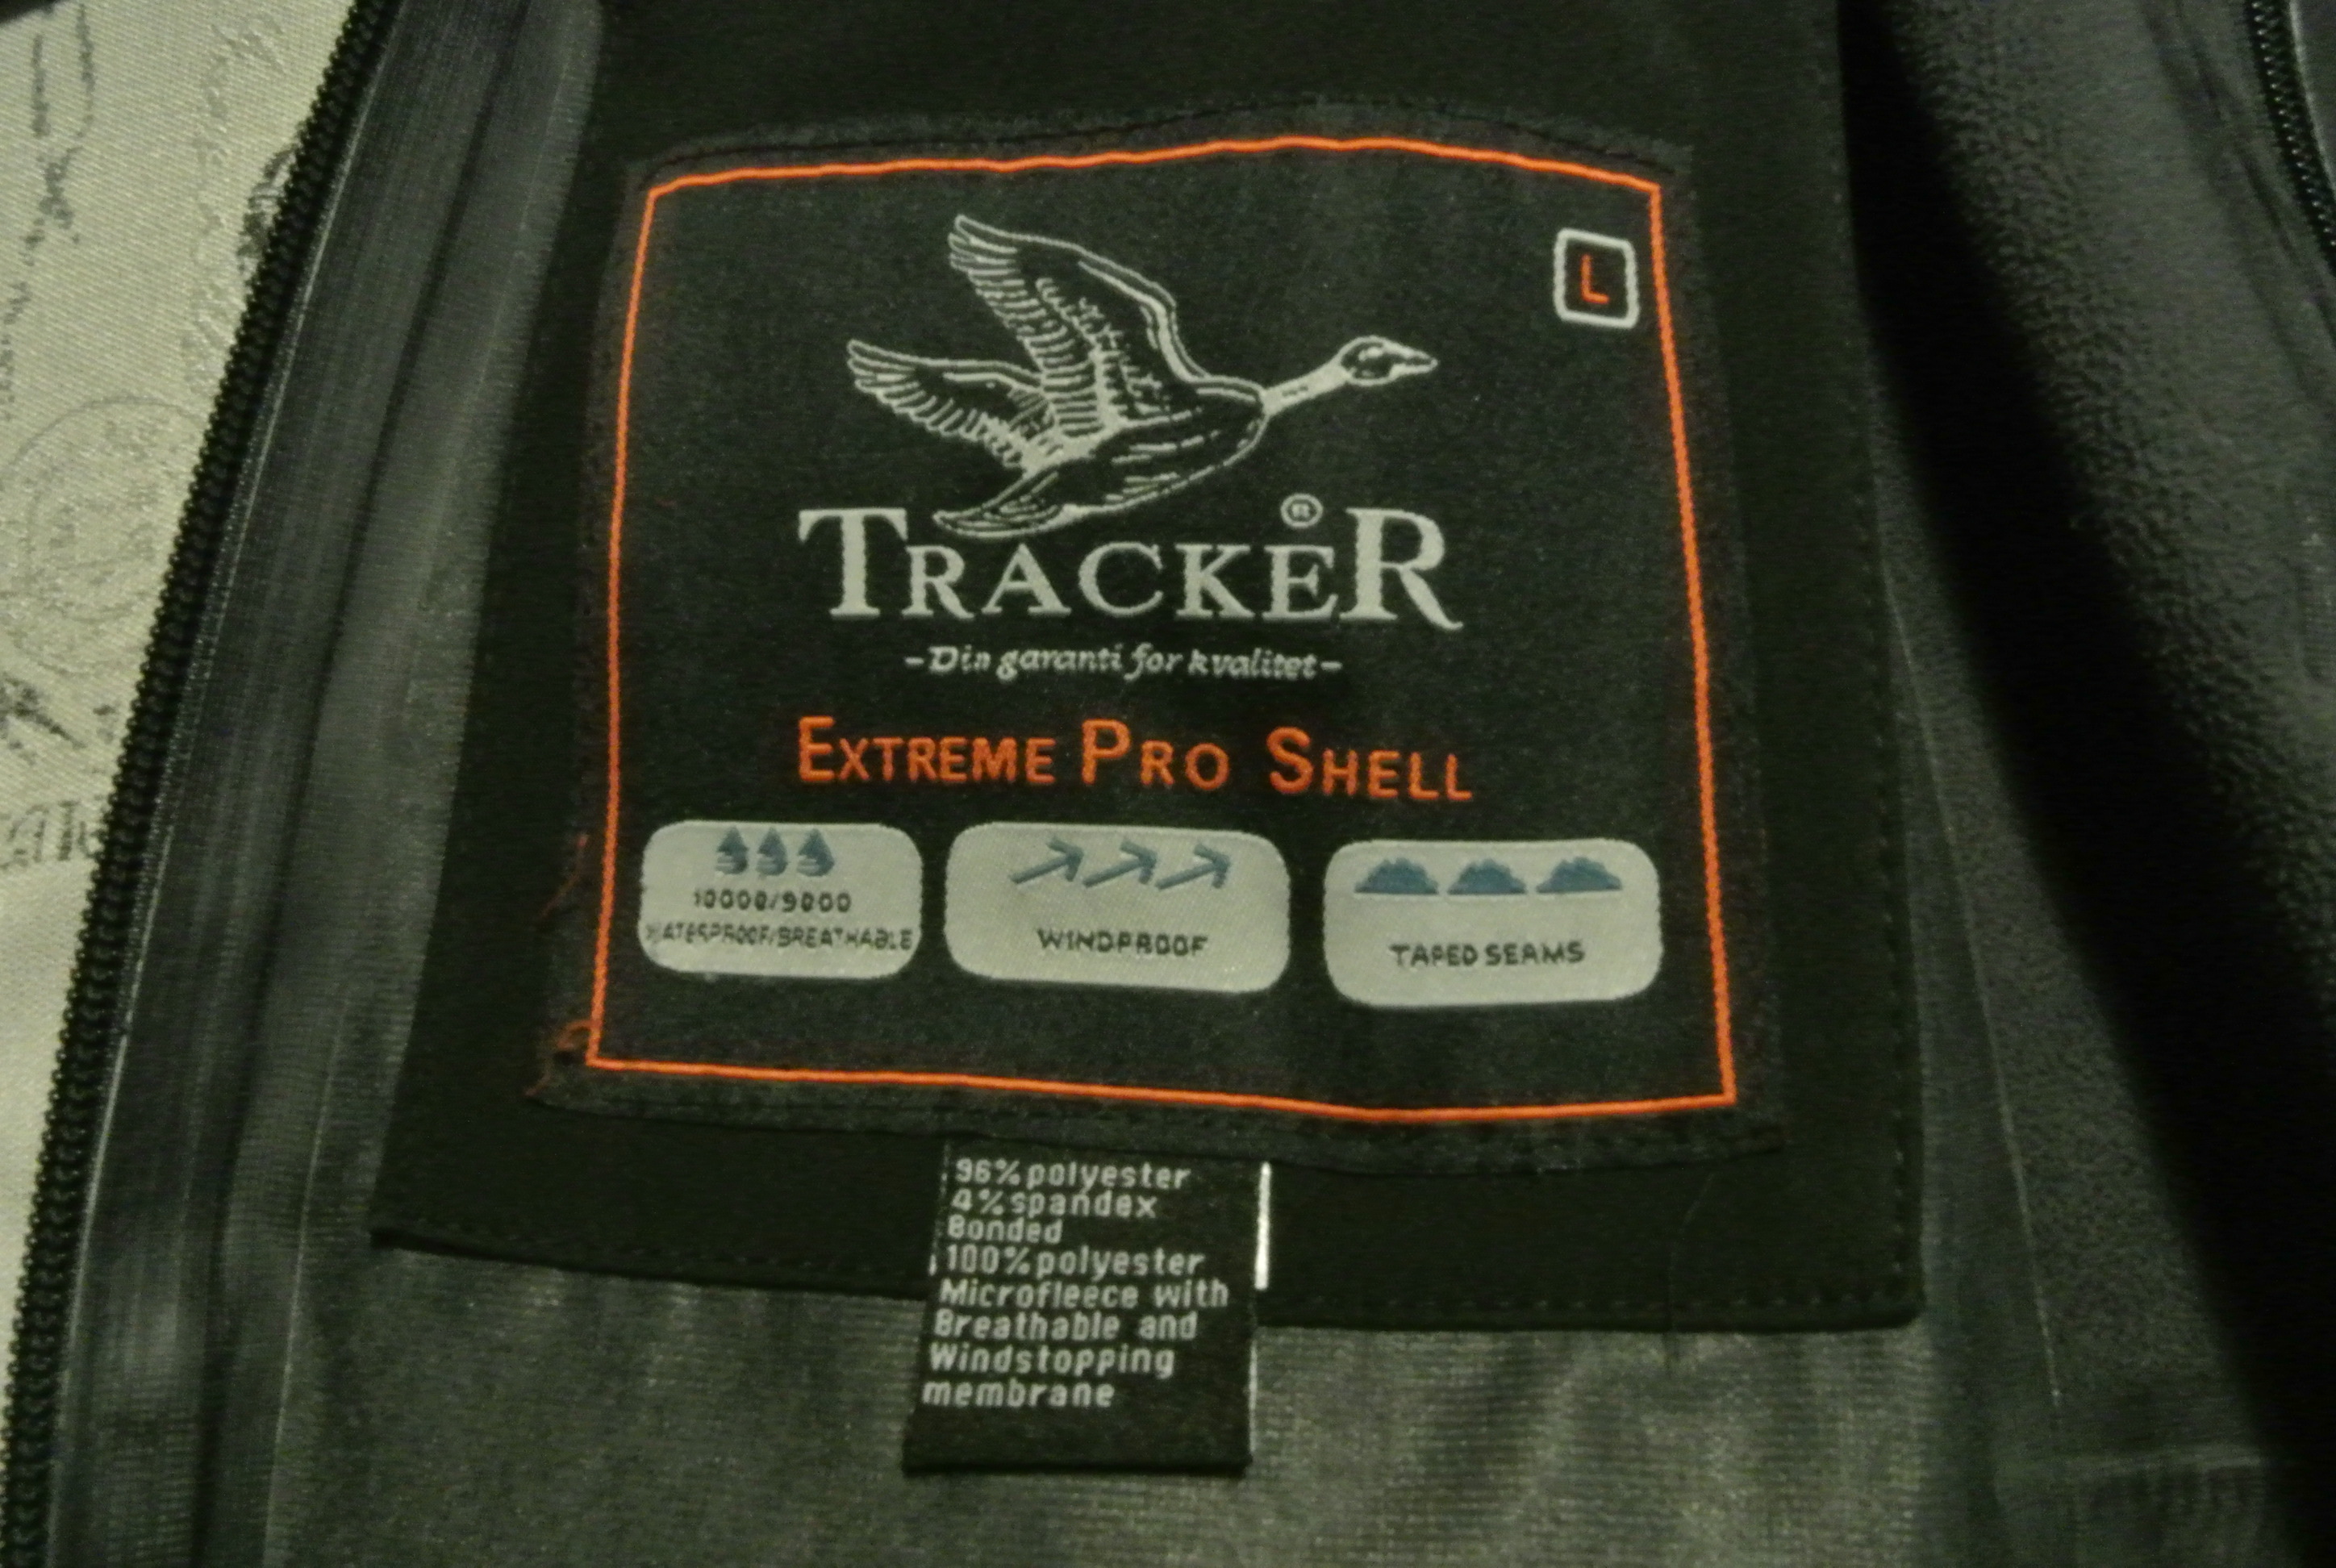 L
TRACKER®
-Din garanti for kvalitet-
EXTREME PRO SHELL
10000/9000
WATERPROOF/BREATHABLE
WINDPROOF
TAPED SEAMS
96% polyester
4% spandex
Bonded
100% polyester
Microfleece with
Breathable and
Windstopping
membrane